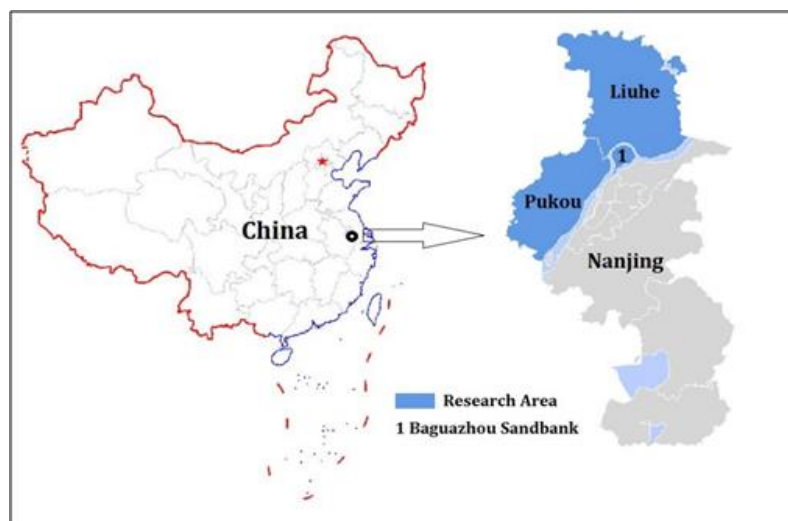 Liuhe
1
Pukou
China
Nanjing
Research Area
1 Baguazhou Sandbank